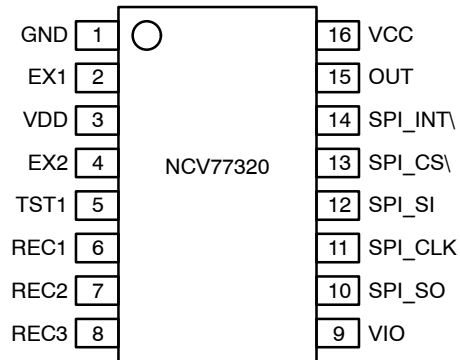 GND 1 16 VCC
EX1 2 15 OUT
VDD 3 14 SPI_INT\
EX2 4 NCV77320 13 SPI_CS\
TST1 5 12 SPI_SI
REC1 6 11 SPI_CLK
REC2 7 10 SPI_SO
REC3 8 9 VIO